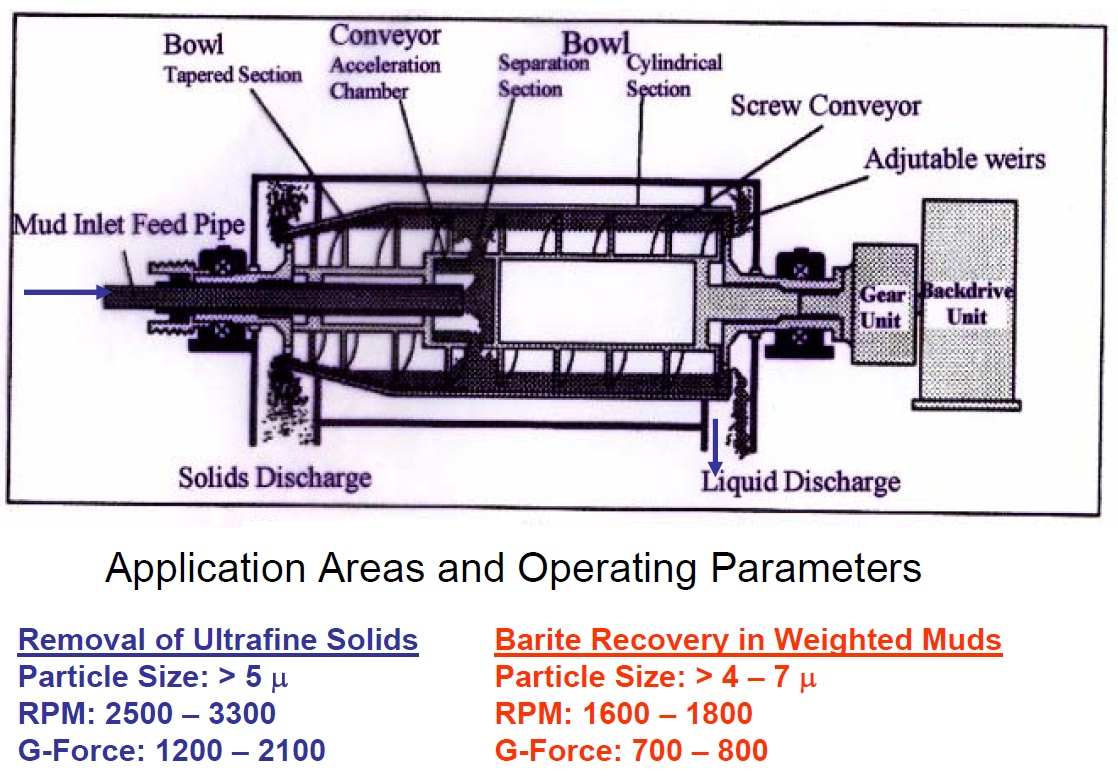 Bowl
Tapered Section
Conveyor
Acceleration
Chamber
Bowl
Separation
Section
Cylindrical
Section
Screw Conveyor
Adjutable weirs
Mud Inlet Feed Pipe
Gear
Unit
Backdrive
Unit
Solids Discharge
Liquid Discharge
Application Areas and Operating Parameters
Removal of Ultrafine Solids
Particle Size: > 5 μ
RPM: 2500 – 3300
G-Force: 1200 – 2100
Barite Recovery in Weighted Muds
Particle Size: > 4 – 7 μ
RPM: 1600 – 1800
G-Force: 700 – 800